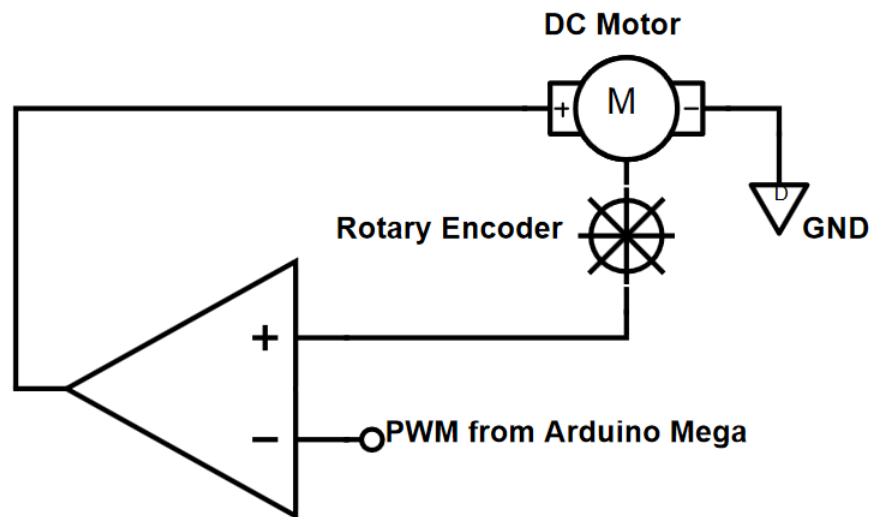 DC Motor
+ M −
D
Rotary Encoder
GND
+
−
PWM from Arduino Mega